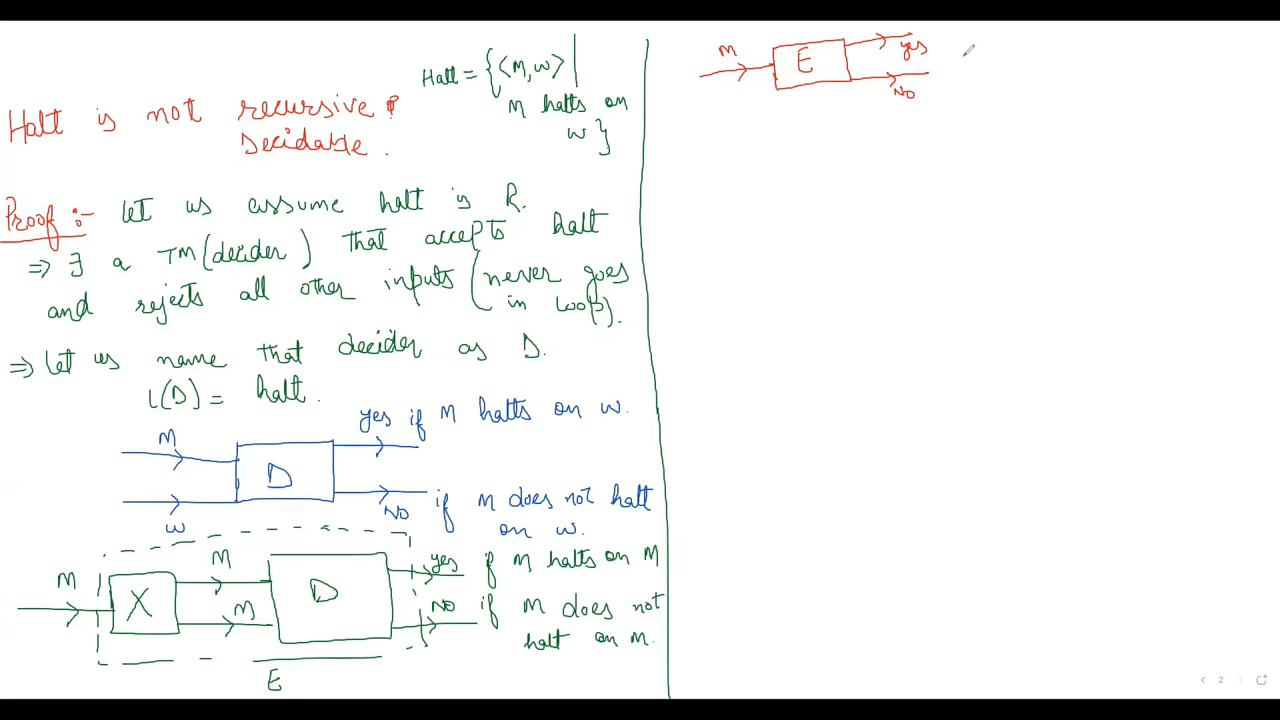 Halt = {⟨M,w⟩ |
M halts on
w}
Halt is not recursive
Decidable.
Proof :- Let us assume halt is R.
⇒ ∃ a TM (decider) that accepts halt
and rejects all other inputs (never goes
in loop).
⇒ Let us name that decider as D.
L(D) = halt.
M
D
w
yes if M halts on w.
NO if M does not halt
on w.
M
X
M
M
D
yes if M halts on M
NO if M does not
halt on M.
E
M
E
yes
NO
2